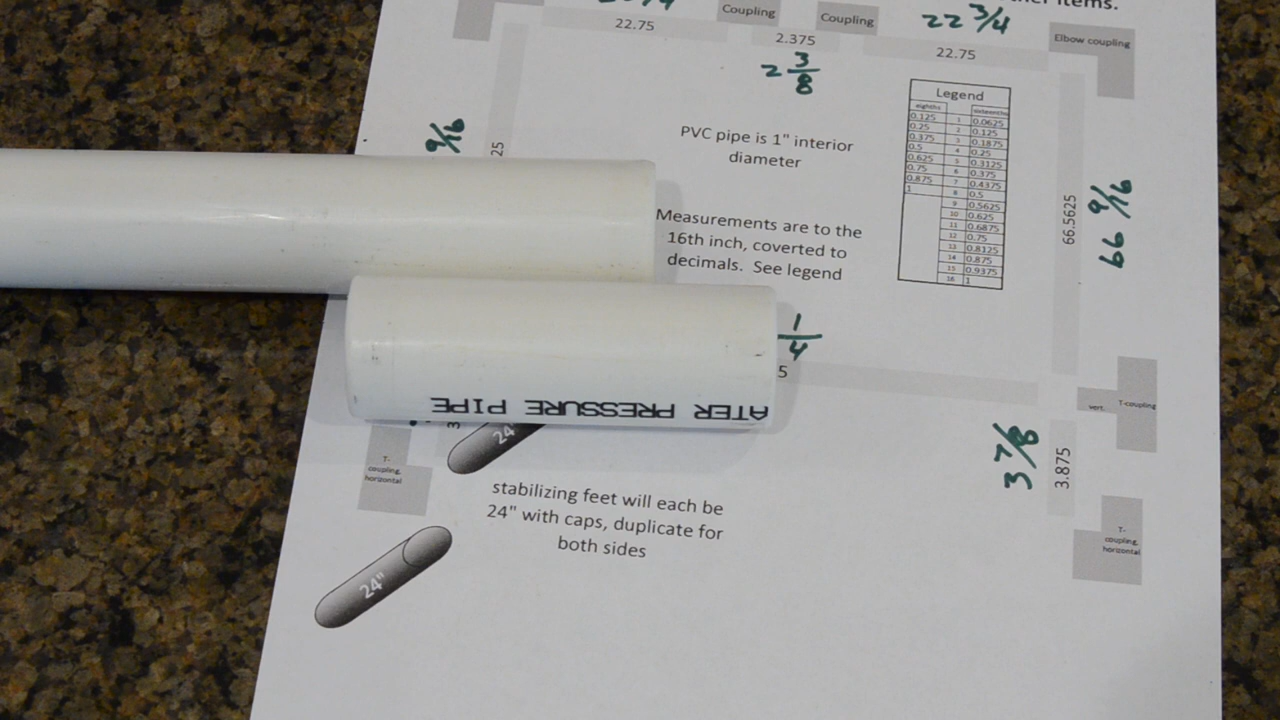 ther items.
22.75
Coupling
Coupling
22 3/4
2.375
22.75
Elbow coupling
2 3/8
Legend
eighths
sixteenths
0.125 1 0.0625
0.25 2 0.125
0.375 3 0.1875
0.5 4 0.25
0.625 5 0.3125
0.75 6 0.375
0.875 7 0.4375
1 8 0.5
9 0.5625
10 0.625
11 0.6875
12 0.75
13 0.8125
14 0.875
15 0.9375
16 1
PVC pipe is 1" interior
diameter
9/16
25
66.5625
66 9/16
Measurements are to the
16th inch, coverted to
decimals. See legend
1/4
5
ATER PRESSURE PIPE
vert.
T-coupling
3
24"
3 7/8
3.875
T-
coupling,
horizontal
stabilizing feet will each be
24" with caps, duplicate for
both sides
T-
coupling,
horizontal
24"